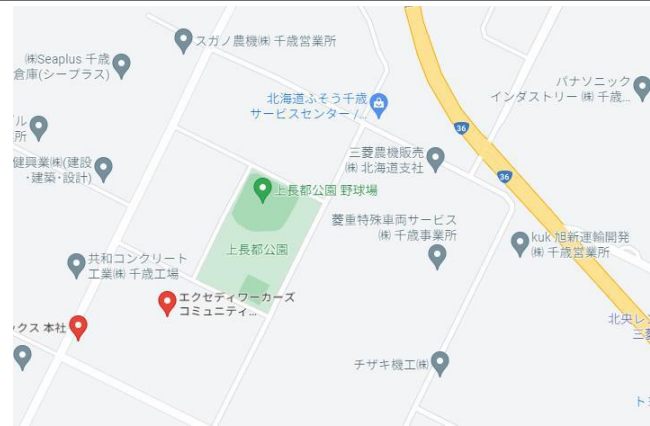 スガノ農機㈱ 千歳営業所
㈱Seaplus 千歳
倉庫(シープラス)
パナソニック
インダストリー ㈱ 千歳...
北海道ふそう千歳
サービスセンター /...
ル
所
36
三菱農機販売
㈱ 北海道支社
健興業㈱(建設
・建築・設計)
36
上長都公園 野球場
菱重特殊車両サービス
㈱ 千歳事業所
kuk 旭新運輸開発
㈱ 千歳営業所
上長都公園
共和コンクリート
工業㈱ 千歳工場
エクセディワーカーズ
コミュニティ...
北央レ
三菱
ックス 本社
チザキ機工㈱
ト